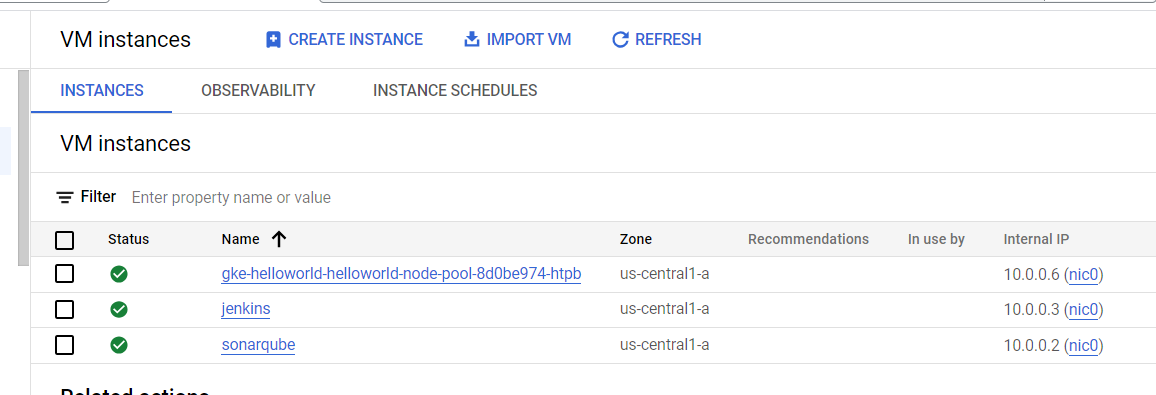 VM instances CREATE INSTANCE IMPORT VM REFRESH
INSTANCES OBSERVABILITY INSTANCE SCHEDULES
VM instances
Filter Enter property name or value
Status Name Zone Recommendations In use by Internal IP
gke-helloworld-helloworld-node-pool-8d0be974-htpb us-central1-a 10.0.0.6 (nic0)
jenkins us-central1-a 10.0.0.3 (nic0)
sonarqube us-central1-a 10.0.0.2 (nic0)
Related actions